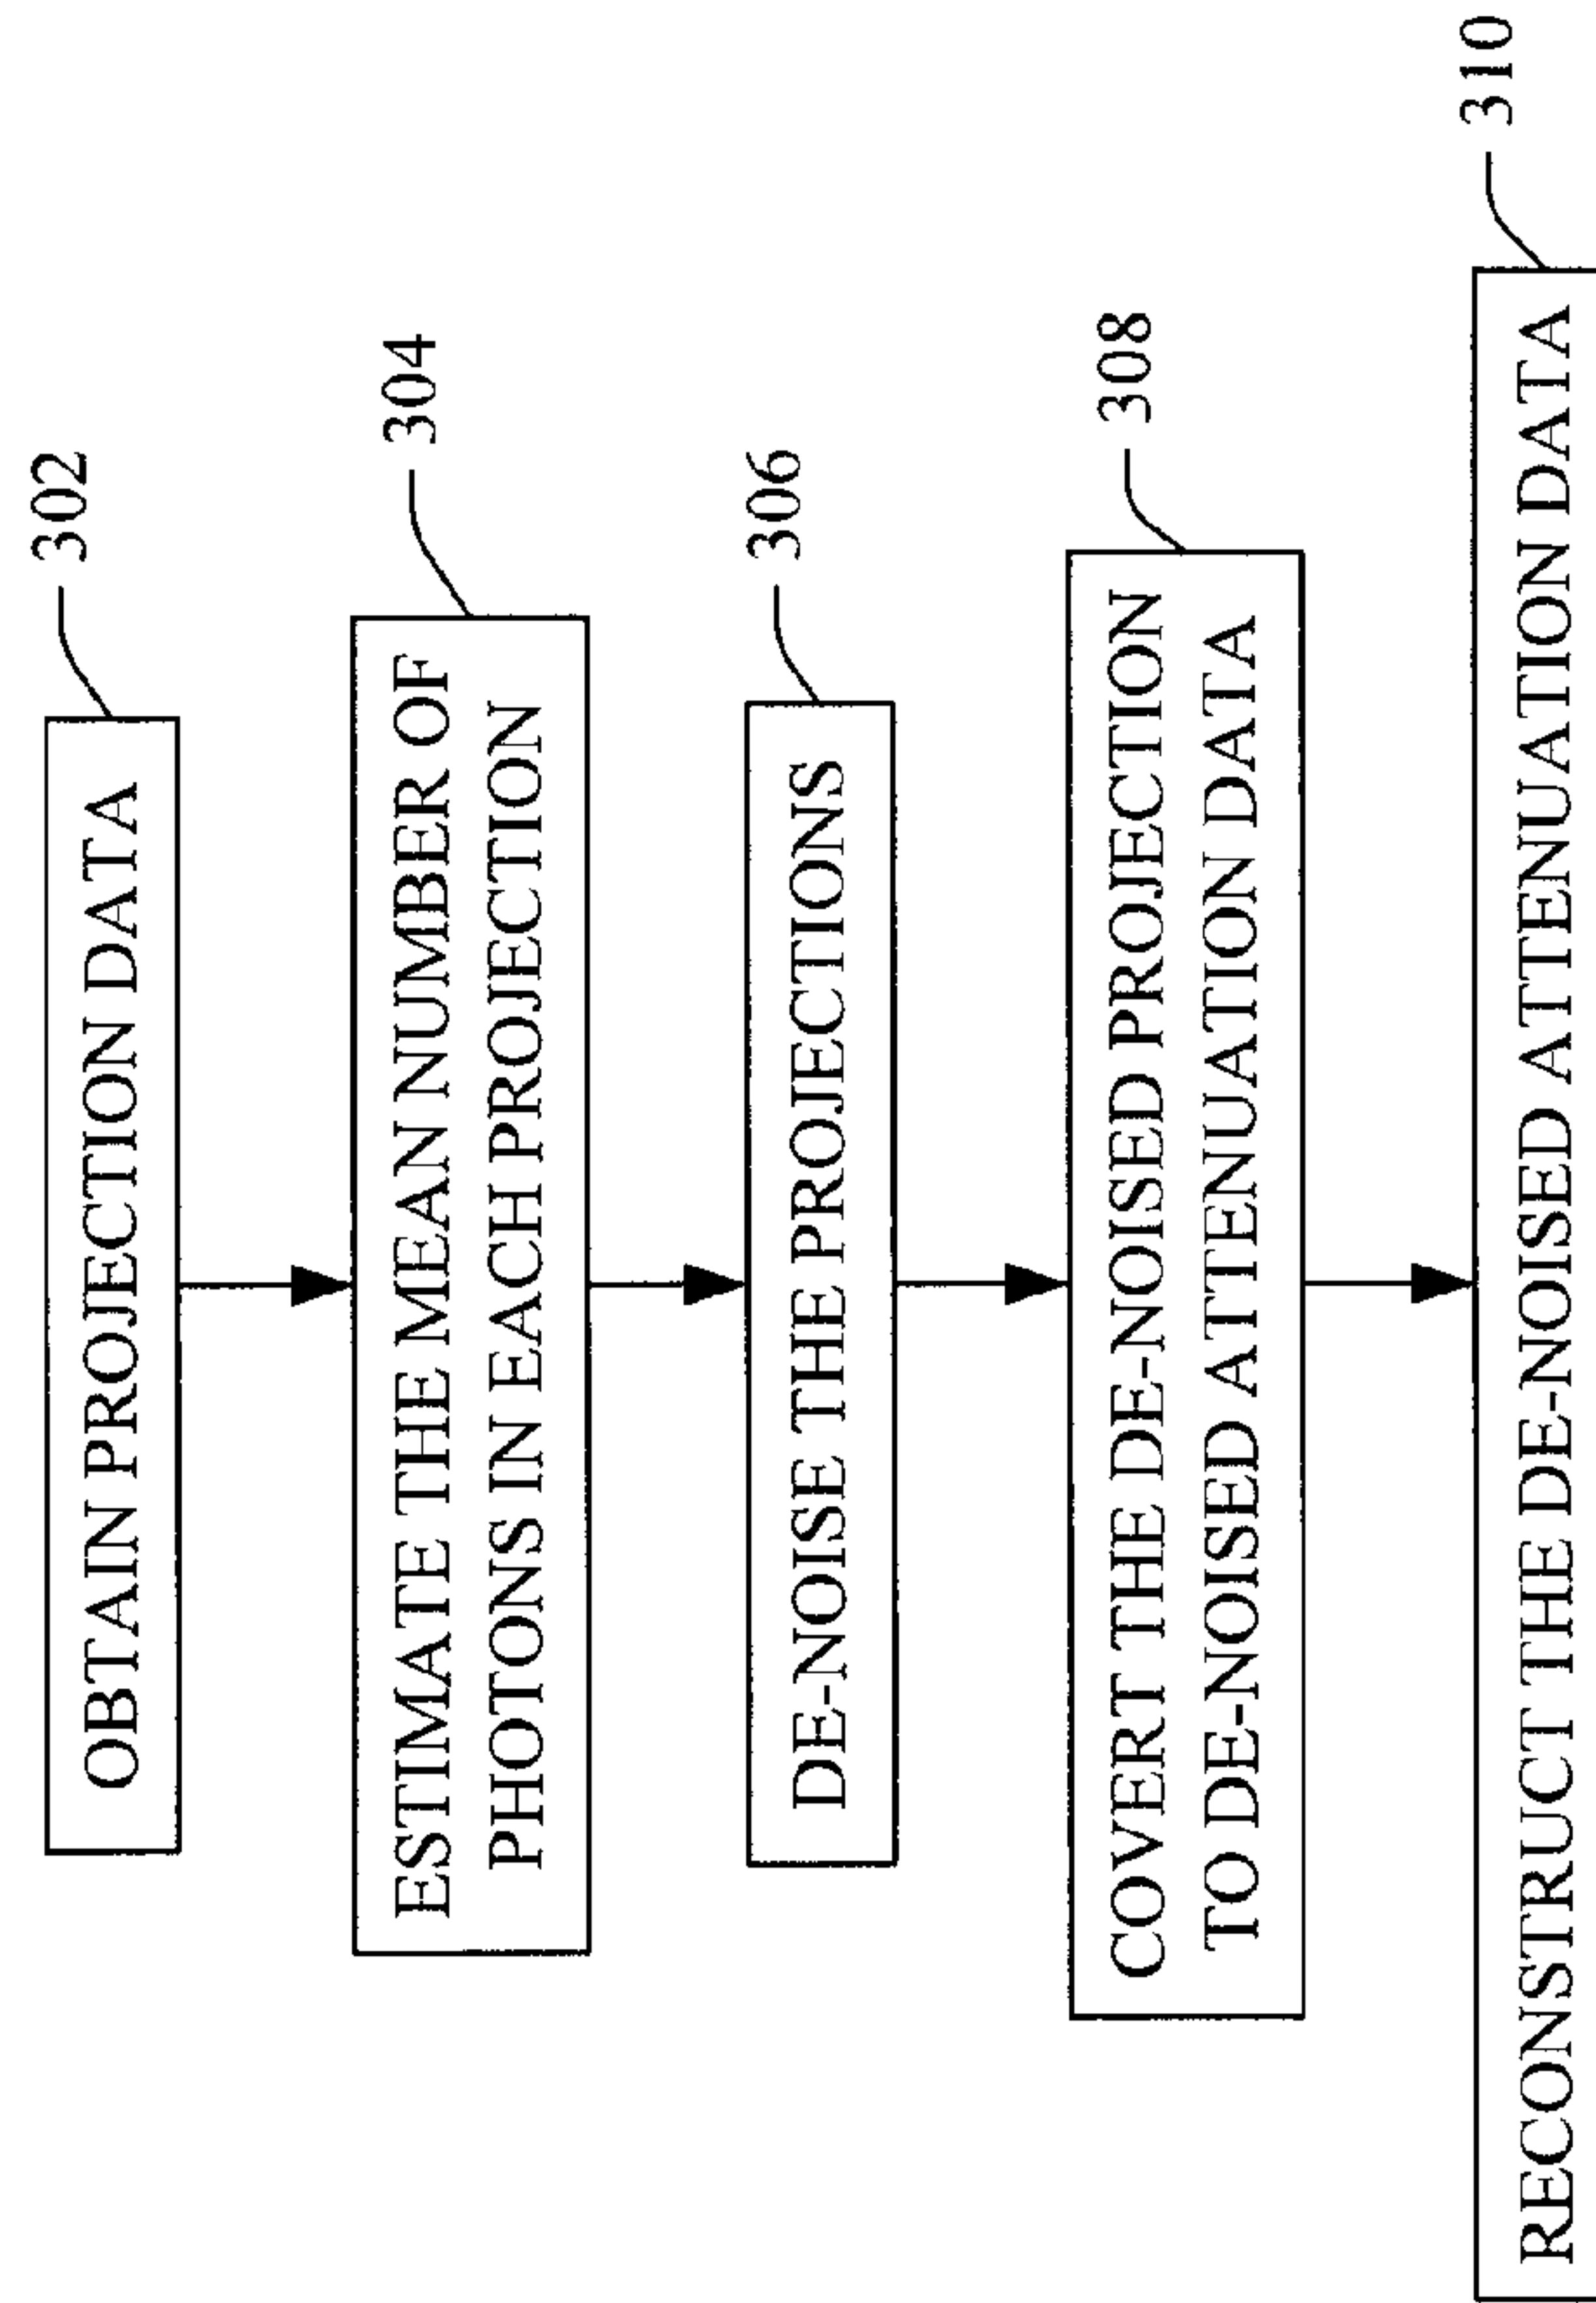 302
OBTAIN PROJECTION DATA
304
ESTIMATE THE MEAN NUMBER OF
PHOTONS IN EACH PROJECTION
306
DE-NOISE THE PROJECTIONS
308
COVERT THE DE-NOISED PROJECTION
TO DE-NOISED ATTENUATION DATA
310
RECONSTRUCT THE DE-NOISED ATTENUATION DATA